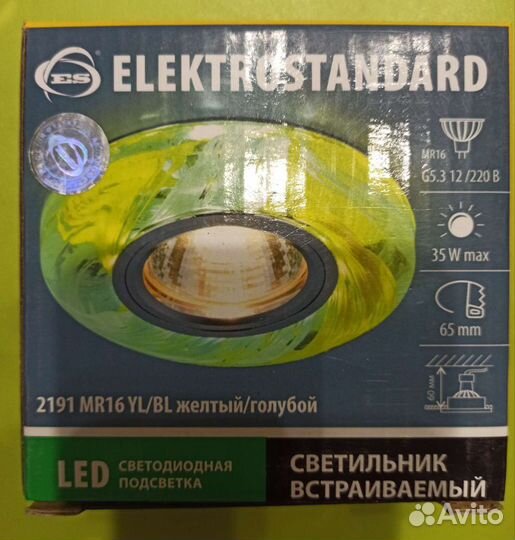 ES ELEKTROSTANDARD
MR16
G5.3 12 /220 В
35 W max
65 mm
60 мм
2191 MR16 YL/BL желтый/голубой
LED СВЕТОДИОДНАЯ
ПОДСВЕТКА
СВЕТИЛЬНИК
ВСТРАИВАЕМЫЙ
Avito